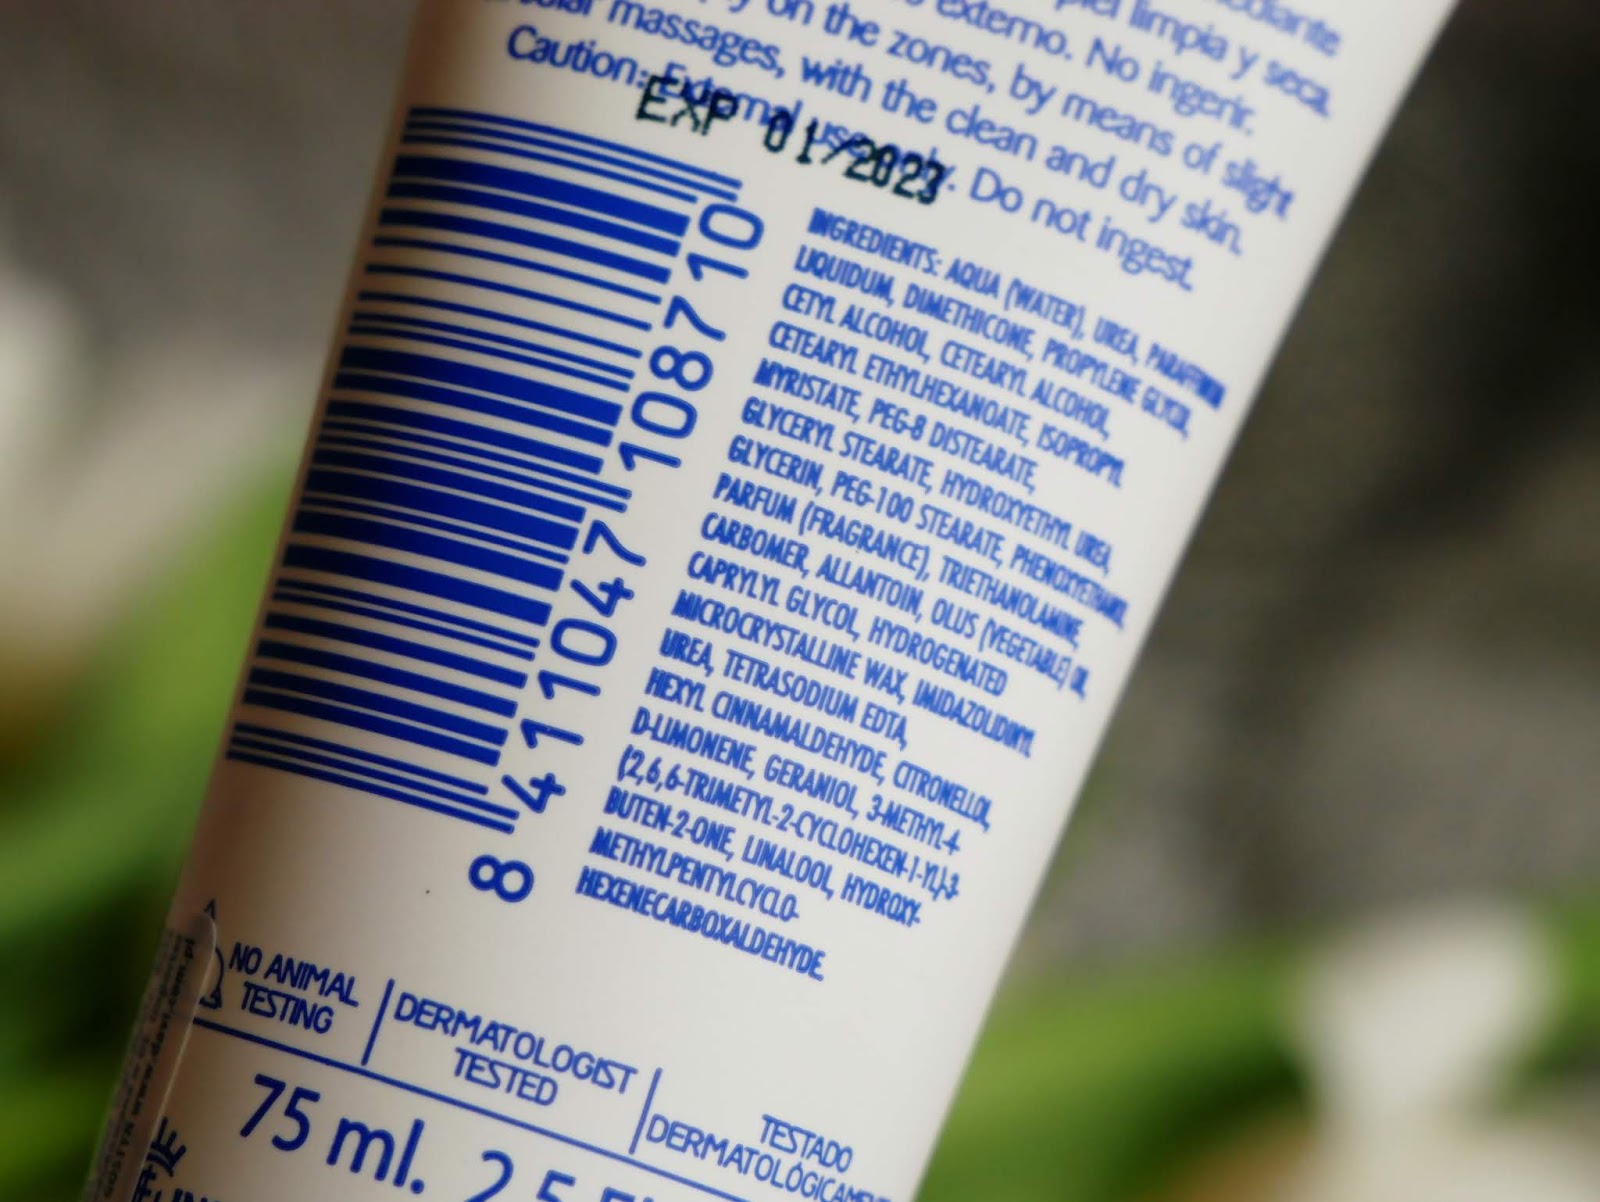 mediante
externo. No ingerir. piel limpia y seca.
on the zones, by means of slight
massages, with the clean and dry skin.
Caution: External use only. Do not ingest.
EXP 01/2023
8 411047 108710
INGREDIENTS: AQUA (WATER), UREA, PARAFFINUM
LIQUIDUM, DIMETHICONE, PROPYLENE GLYCOL,
CETYL ALCOHOL, CETEARYL ALCOHOL,
CETEARYL ETHYLHEXANOATE, ISOPROPYL
MYRISTATE, PEG-8 DISTEARATE,
GLYCERYL STEARATE, HYDROXYETHYL UREA,
GLYCERIN, PEG-100 STEARATE, PHENOXYETHANOL,
PARFUM (FRAGRANCE), TRIETHANOLAMINE,
CARBOMER, ALLANTOIN, OLUS (VEGETABLE) OIL,
CAPRYLYL GLYCOL, HYDROGENATED
MICROCRYSTALLINE WAX, IMIDAZOLIDINYL
UREA, TETRASODIUM EDTA,
HEXYL CINNAMALDEHYDE, CITRONELLOL,
D-LIMONENE, GERANIOL, 3-METHYL-4-
(2,6,6-TRIMETYL-2-CYCLOHEXEN-1-YL)-3-
BUTEN-2-ONE, LINALOOL, HYDROXY-
METHYLPENTYLCYCLO-
HEXENECARBOXALDEHYDE.
NO ANIMAL
TESTING
DERMATOLOGIST
TESTED
TESTADO
75 ml.